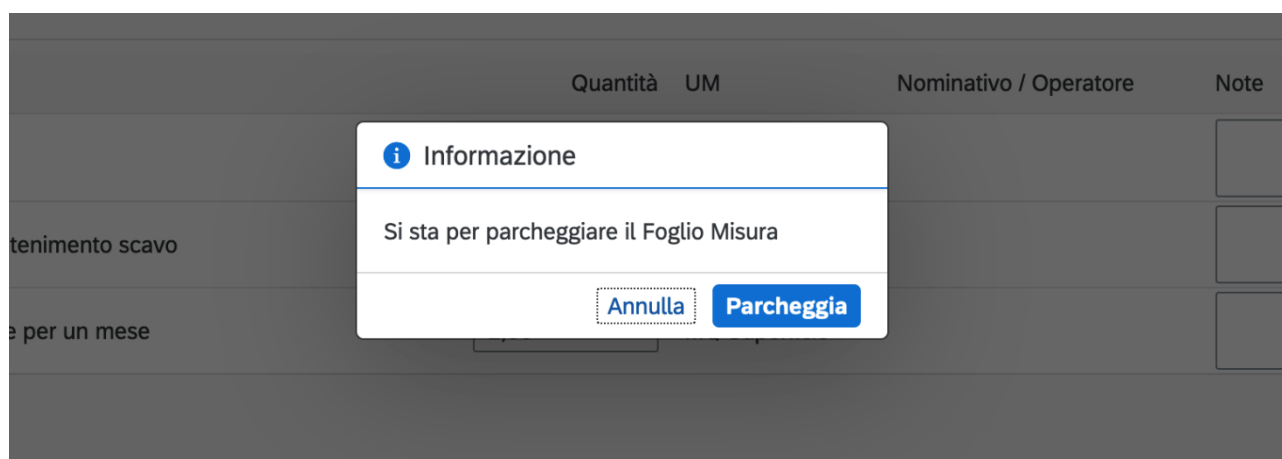 Quantità UM Nominativo / Operatore Note
Informazione
Si sta per parcheggiare il Foglio Misura
tenimento scavo
Annulla Parcheggia
e per un mese